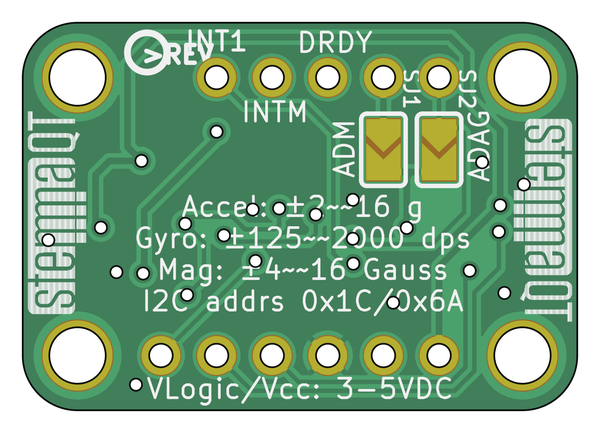 >REV
INT1
DRDY
INTM
SJ1
SJ2
ADM
ADAG
stemmaQT
stemmaQT
Accel: ±2~~16 g
Gyro: ±125~~2000 dps
Mag: ±4~~16 Gauss
I2C addrs 0x1C/0x6A
VLogic/Vcc: 3-5VDC